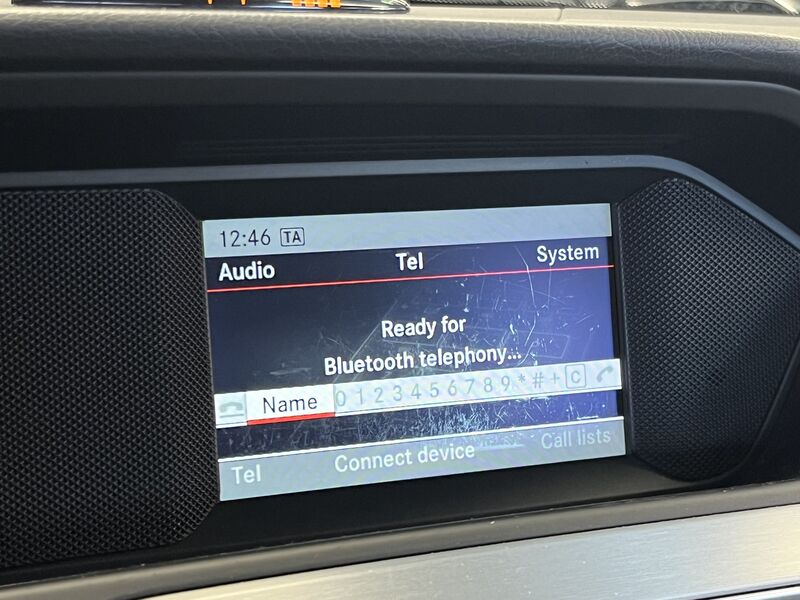 12:46 TA
Audio Tel System
Ready for
Bluetooth telephony...
Name 0 1 2 3 4 5 6 7 8 9 * # + C
Tel Connect device Call lists